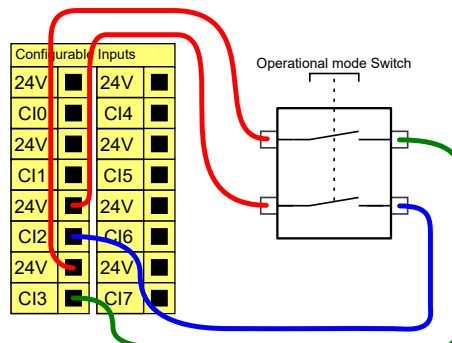 Configurable Inputs
Operational mode Switch
24V 24V
CI0 CI4
24V 24V
CI1 CI5
24V 24V
CI2 CI6
24V 24V
CI3 CI7